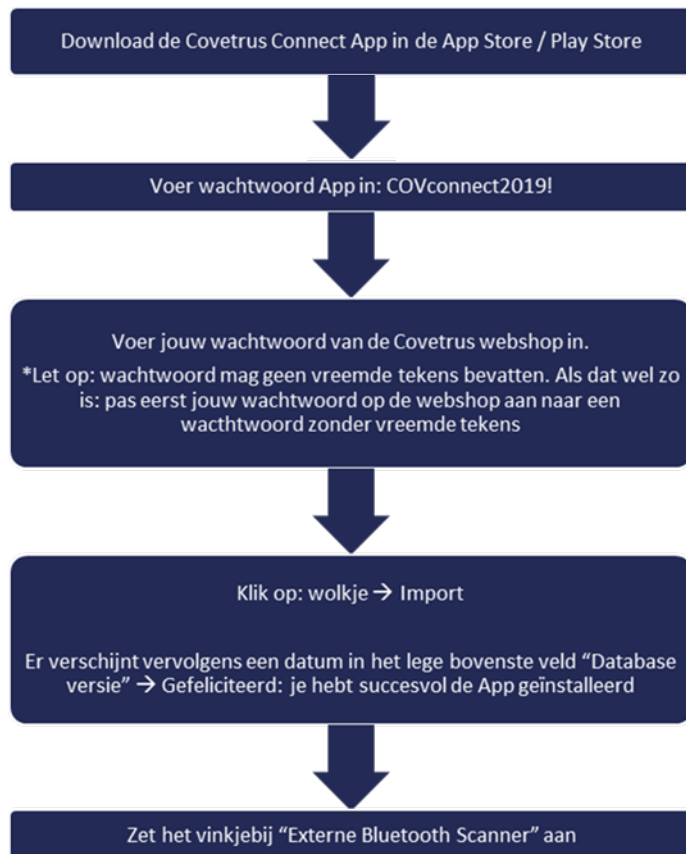 Download de Covetrus Connect App in de App Store / Play Store
Voer wachtwoord App in: COVconnect2019!
Voer jouw wachtwoord van de Covetrus webshop in.
*Let op: wachtwoord mag geen vreemde tekens bevatten. Als dat wel zo
is: pas eerst jouw wachtwoord op de webshop aan naar een
wacthtwoord zonder vreemde tekens
Klik op: wolkje → Import
Er verschijnt vervolgens een datum in het lege bovenste veld “Database
versie” → Gefeliciteerd: je hebt succesvol de App geïnstalleerd
Zet het vinkjebij “Externe Bluetooth Scanner” aan